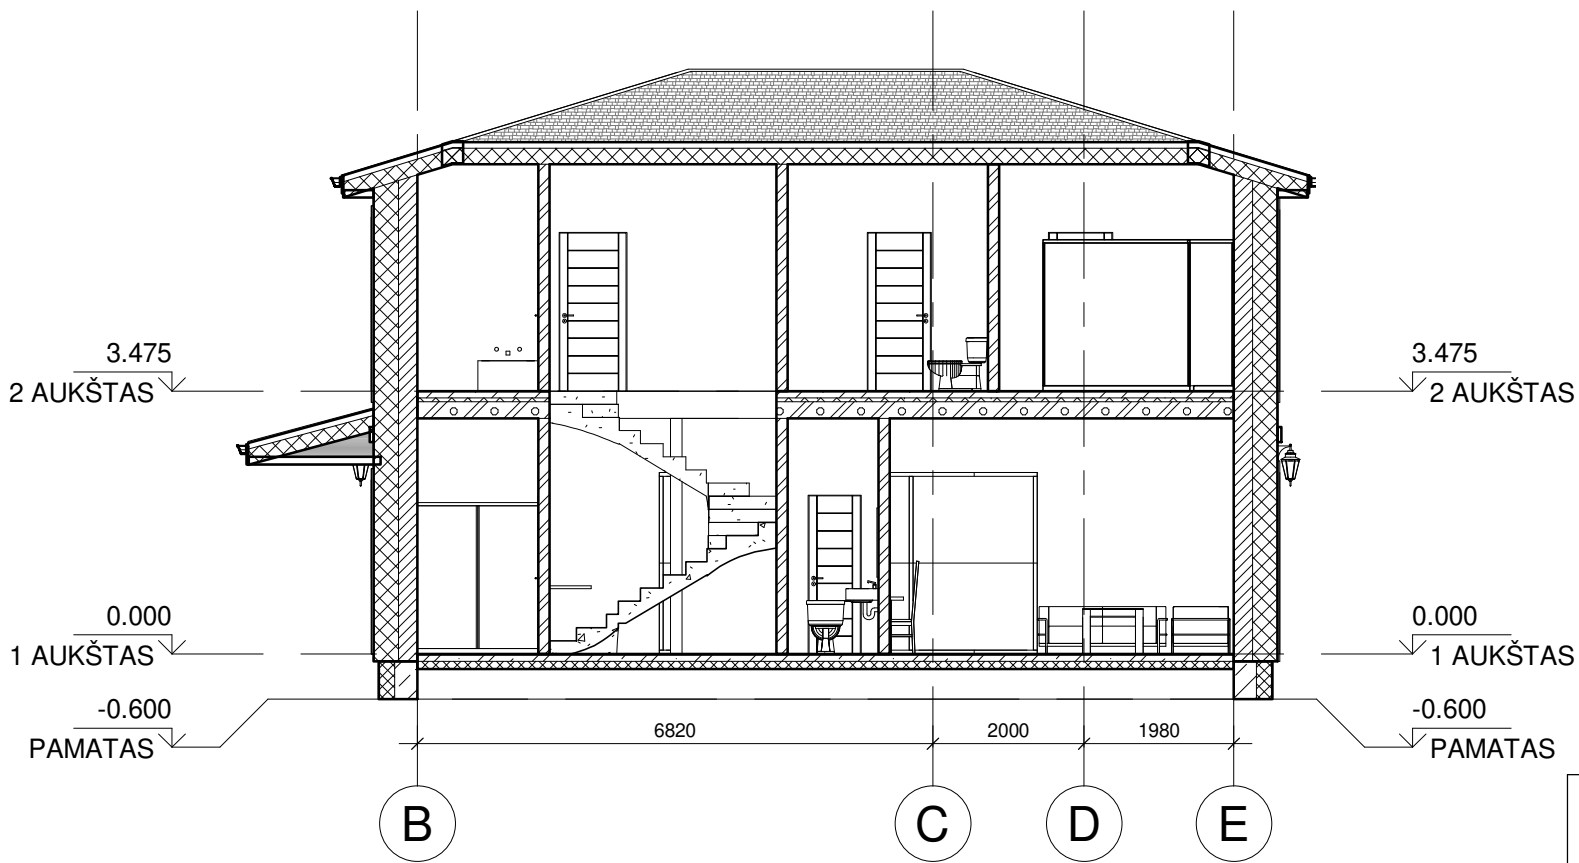 3.475
2 AUKŠTAS
3.475
2 AUKŠTAS
0.000
1 AUKŠTAS
0.000
1 AUKŠTAS
-0.600
PAMATAS
-0.600
PAMATAS
6820
2000
1980
B
C
D
E